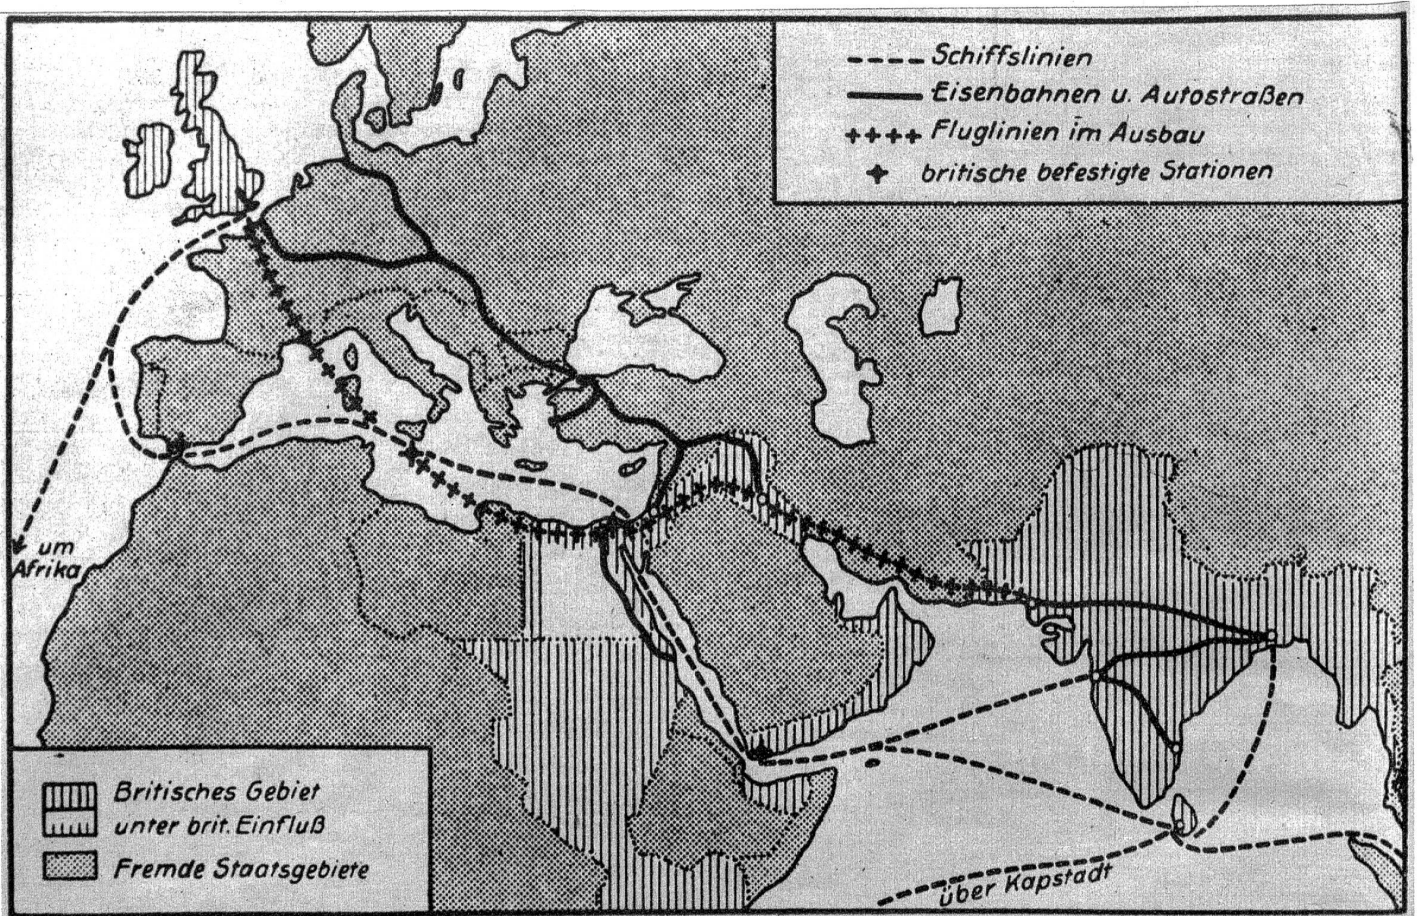 Schiffslinien
Eisenbahnen u. Autostraßen
Fluglinien im Ausbau
britische befestigte Stationen
um
Afrika
Britisches Gebiet
unter brit. Einfluß
Fremde Staatsgebiete
über Kapstadt